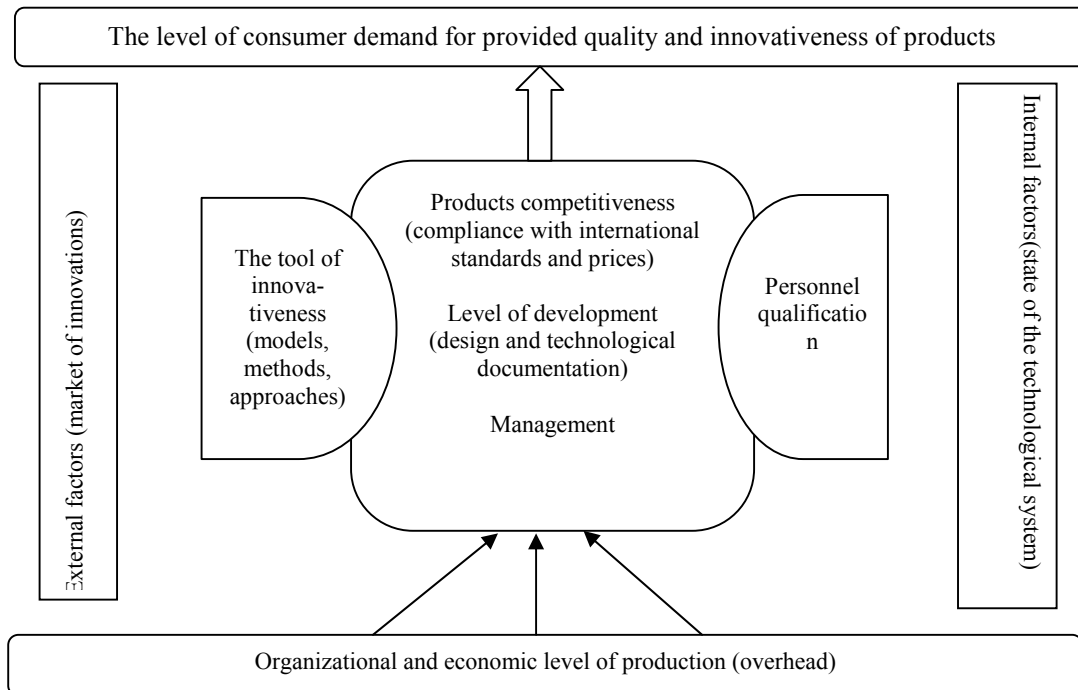 The level of consumer demand for provided quality and innovativeness of products
External factors (market of innovations)
The tool of
innova-
tiveness
(models,
methods,
approaches)
Products competitiveness
(compliance with international
standards and prices)
Level of development
(design and technological
documentation)
Management
Personnel
qualificatio
n
Internal factors(state of the technological system)
Organizational and economic level of production (overhead)